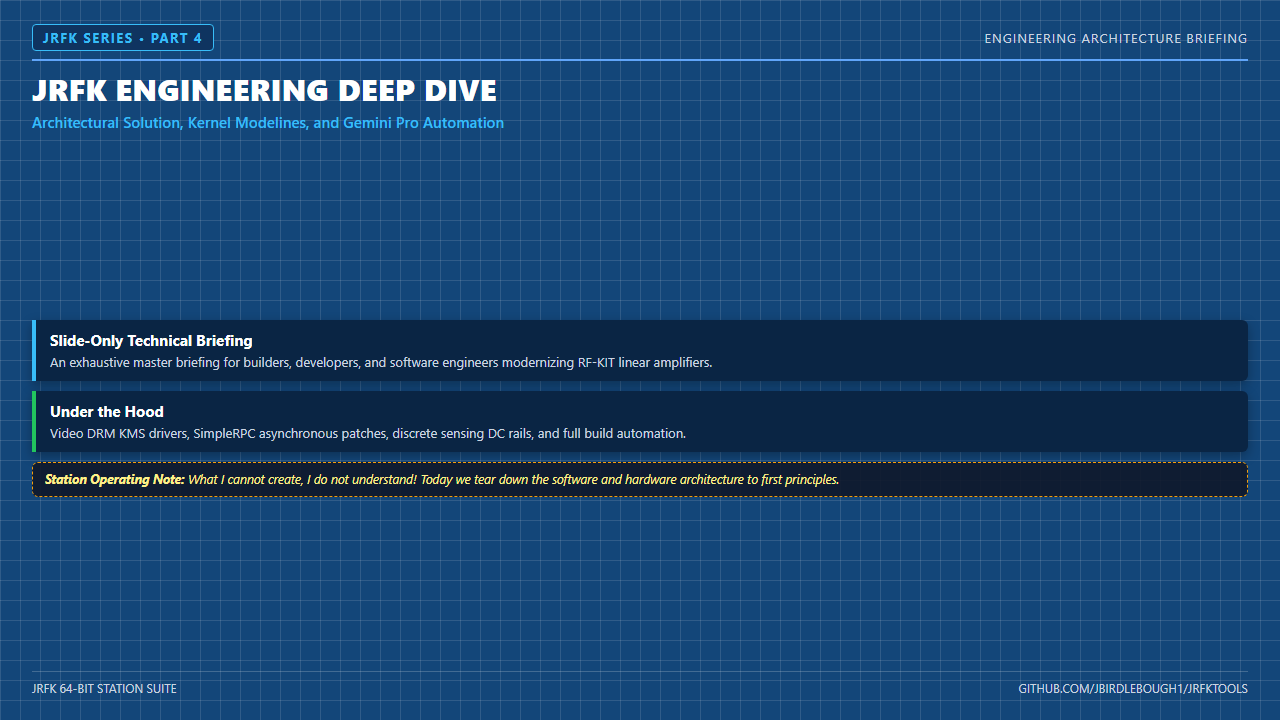 JRFK SERIES • PART 4
ENGINEERING ARCHITECTURE BRIEFING
JRFK ENGINEERING DEEP DIVE
Architectural Solution, Kernel Modelines, and Gemini Pro Automation
Slide-Only Technical Briefing
An exhaustive master briefing for builders, developers, and software engineers modernizing RF-KIT linear amplifiers.
Under the Hood
Video DRM KMS drivers, SimpleRPC asynchronous patches, discrete sensing DC rails, and full build automation.
Station Operating Note: What I cannot create, I do not understand! Today we tear down the software and hardware architecture to first principles.
JRFK 64-BIT STATION SUITE
GITHUB.COM/JBIRDLEBOUGH1/JRFKTOOLS